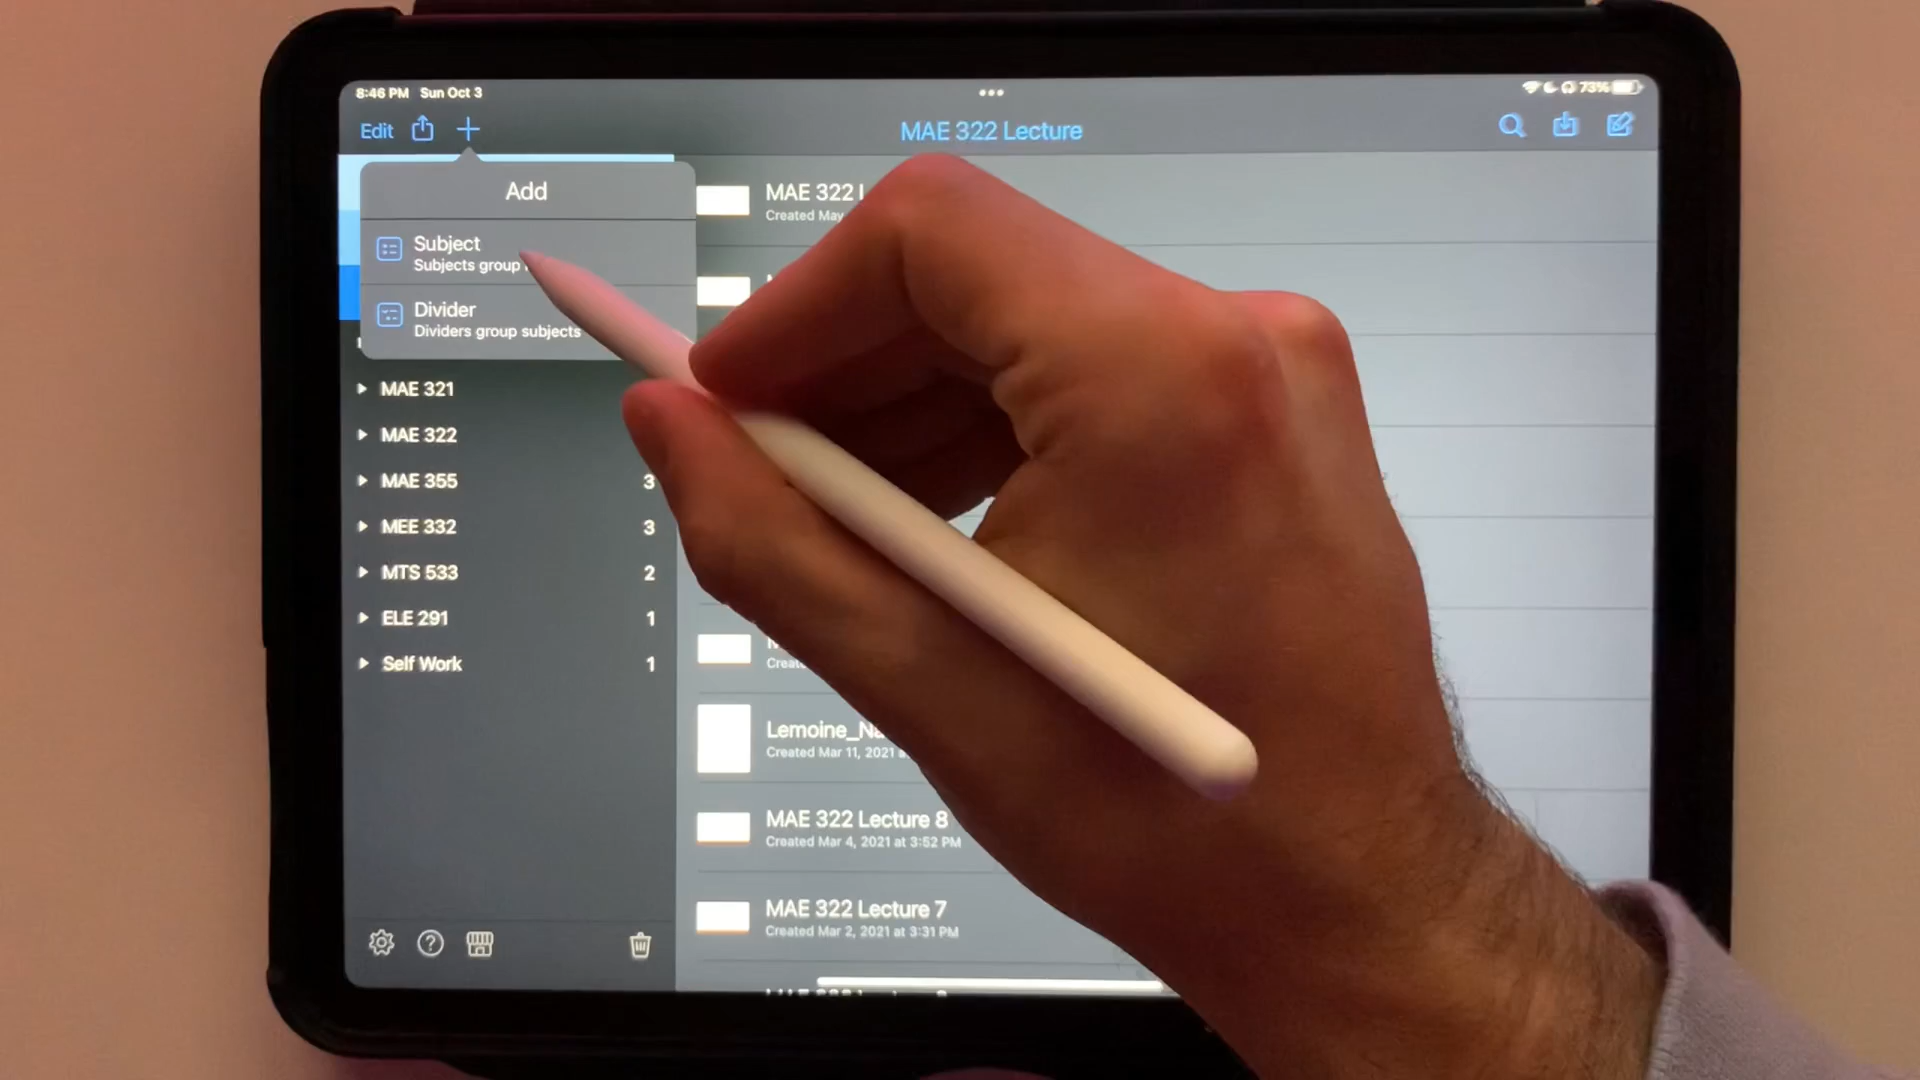 8:46 PM Sun Oct 3
73%
Edit
MAE 322 Lecture
Add
Subject
Subjects group
Divider
Dividers group subjects
MAE 321
MAE 322
MAE 355 3
MEE 332 3
MTS 533 2
ELE 291 1
Self Work 1
MAE 322
Created May
Lemoine_Na
Created Mar 11, 2021
MAE 322 Lecture 8
Created Mar 4, 2021 at 3:52 PM
MAE 322 Lecture 7
Created Mar 2, 2021 at 3:31 PM